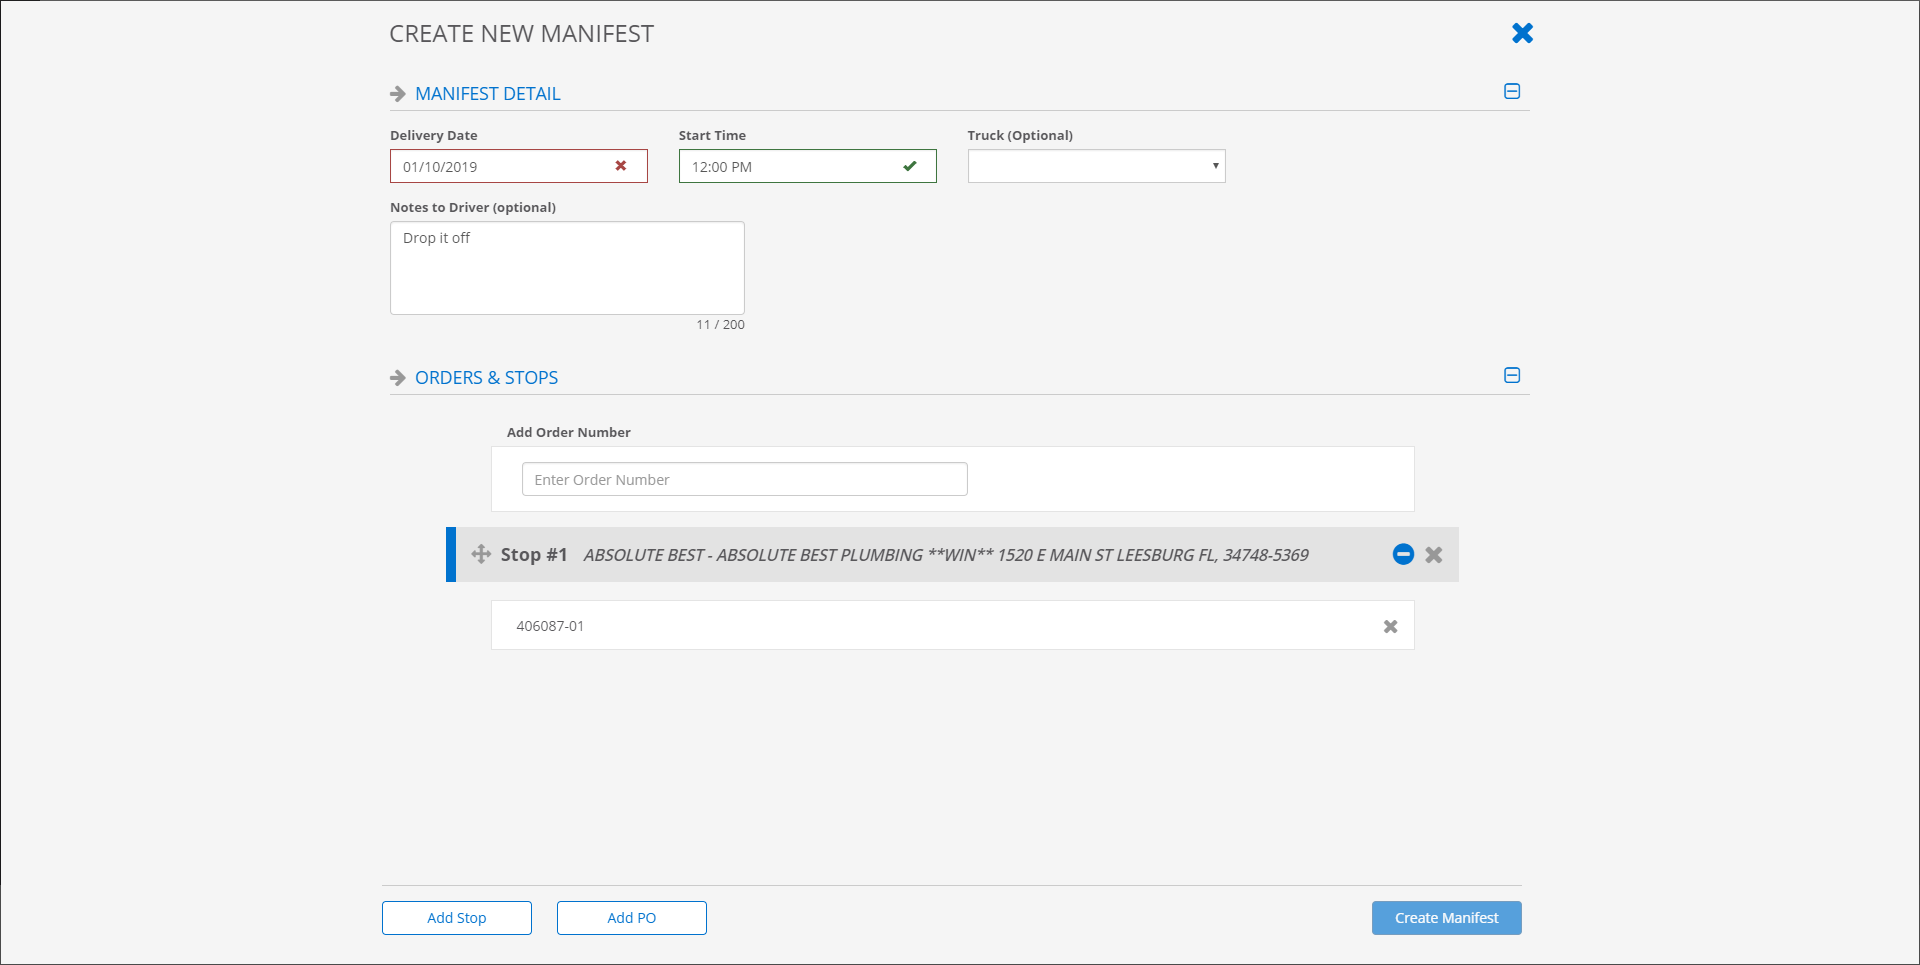 CREATE NEW MANIFEST
MANIFEST DETAIL
Delivery Date
Start Time
Truck (Optional)
01/10/2019
12:00 PM
Notes to Driver (optional)
Drop it off
11 / 200
ORDERS & STOPS
Add Order Number
Enter Order Number
Stop #1 ABSOLUTE BEST - ABSOLUTE BEST PLUMBING **WIN** 1520 E MAIN ST LEESBURG FL, 34748-5369
406087-01
Add Stop
Add PO
Create Manifest